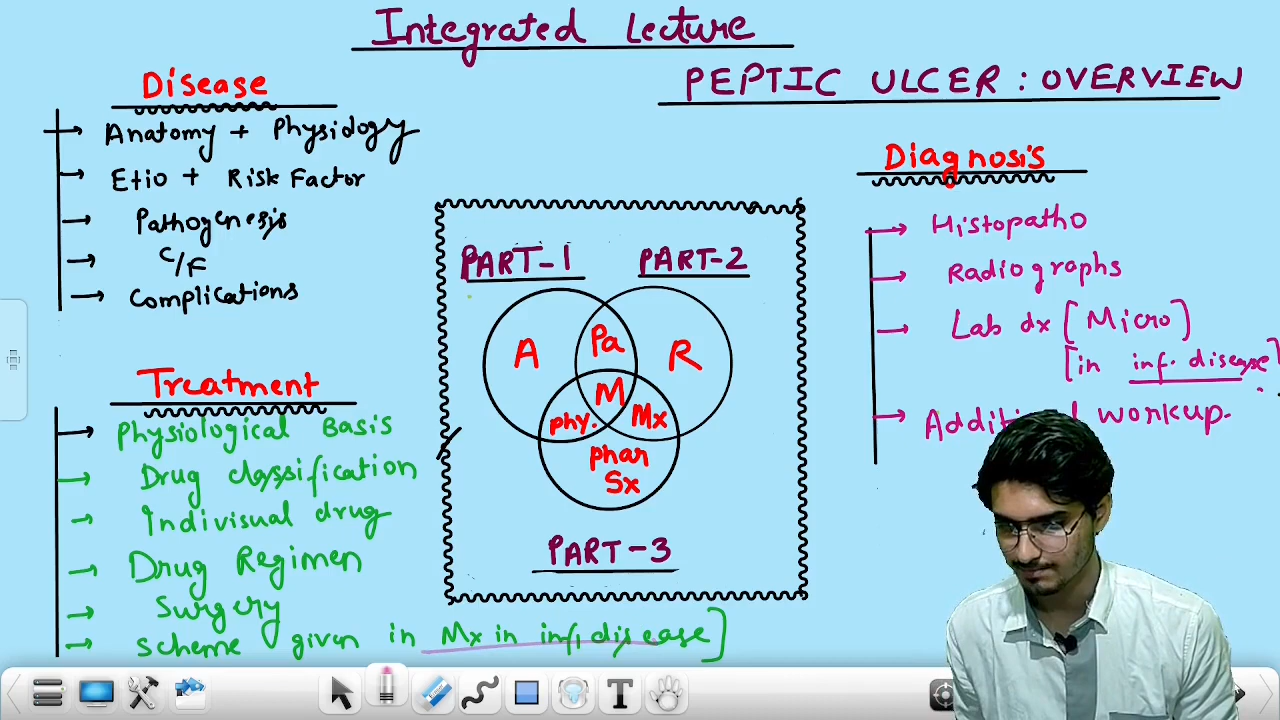 Integrated Lecture
PEPTIC ULCER : OVERVIEW
Disease
Anatomy + Physiology
Etio + Risk Factor
Pathogenesis
C/F
Complications
Treatment
Physiological Basis
Drug classification
Indivisual drug
Drug Regimen
Surgery
Scheme given in Mx in inf. disease]
PART-1
PART-2
A
Pa
R
M
phy.
Mx
phar
Sx
PART-3
Diagnosis
Histopatho
Radiographs
Lab dx [Micro]
[in inf. disease]
workup.
T